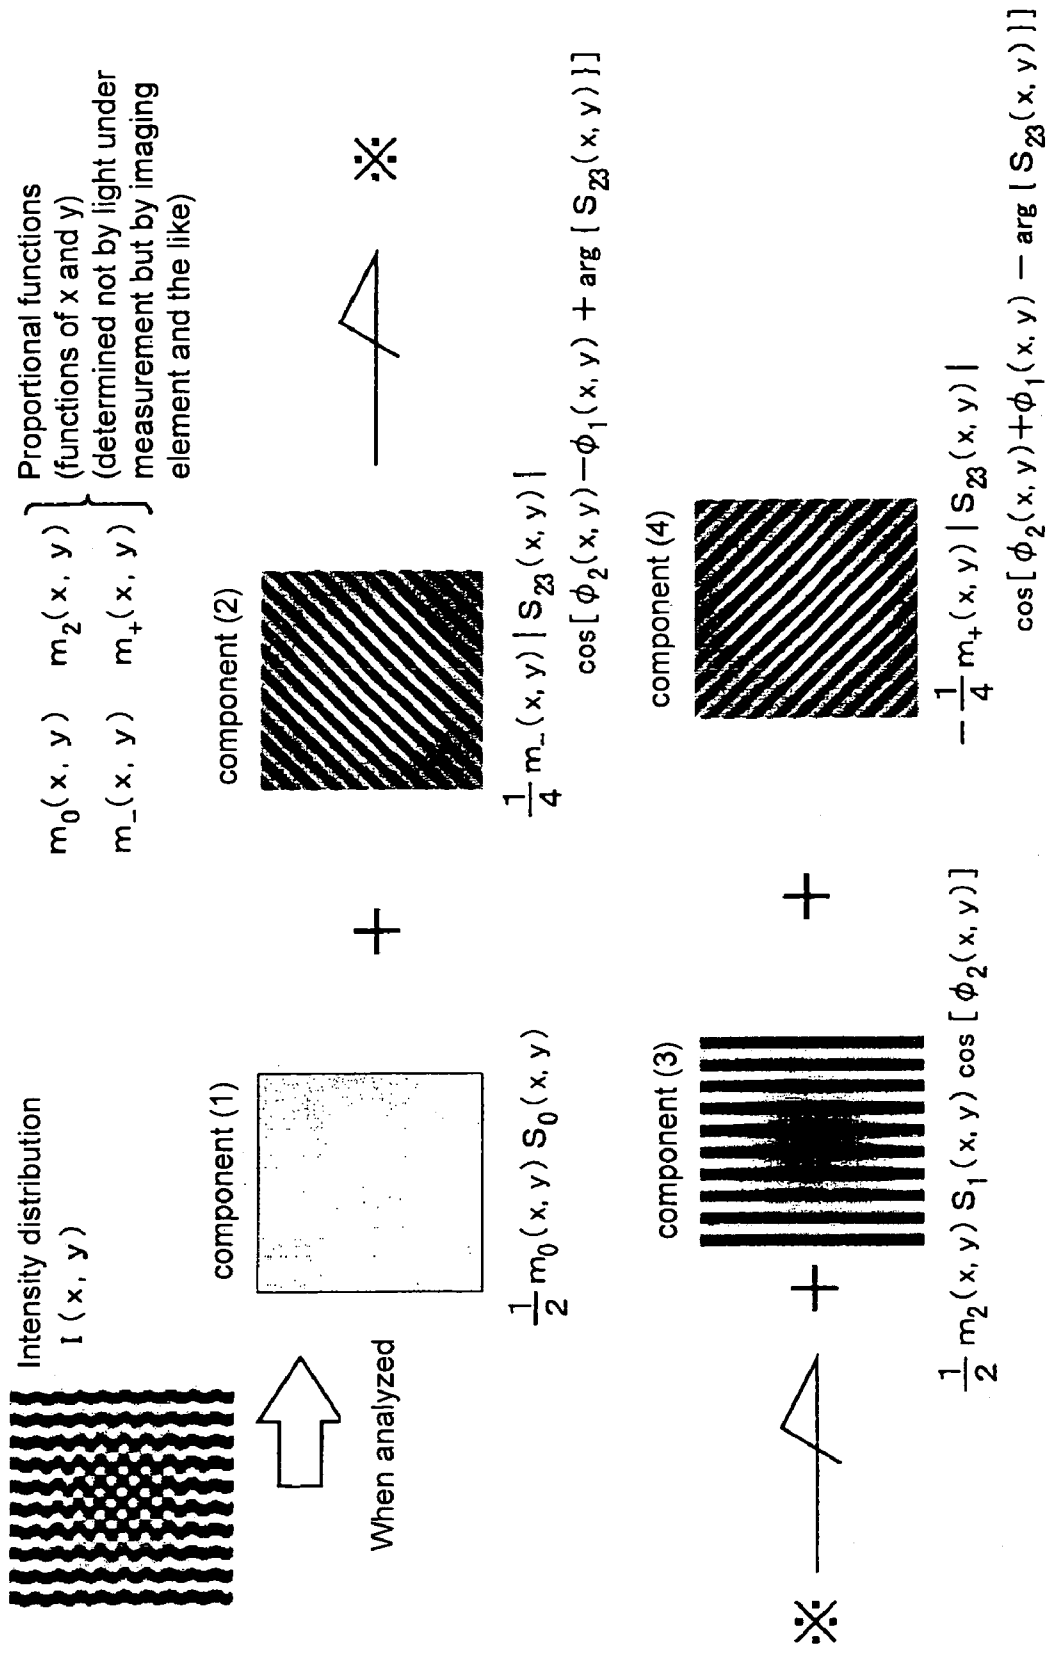 Intensity distribution
I (x, y)
m₀(x, y) m₂(x, y)
m₋(x, y) m₊(x, y)
Proportional functions
(functions of x and y)
(determined not by light under
measurement but by imaging
element and the like)
When analyzed
component (1)
1/2 m₀(x, y) S₀(x, y)
+
component (2)
1/4 m₋(x, y) | S₂₃(x, y) |
cos[ϕ₂(x, y)−ϕ₁(x, y) + arg { S₂₃(x, y) }]
※
※
+
component (3)
1/2 m₂(x, y) S₁(x, y) cos [ϕ₂(x, y)]
+
component (4)
− 1/4 m₊(x, y) | S₂₃(x, y) |
cos[ϕ₂(x, y)+ϕ₁(x, y) − arg { S₂₃(x, y) }]